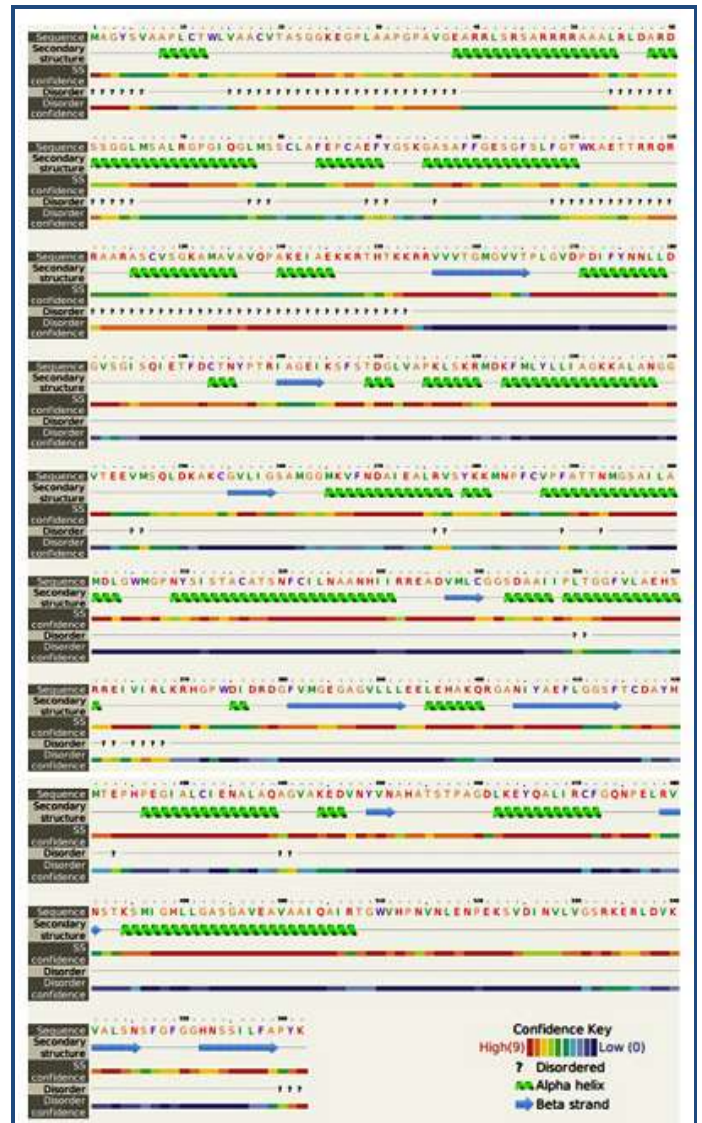 Sequence MAGYSVAAPLCTWLVAACVTASGGKEGPLAAPGPAVGEARRLSRSARRRRAAALRLDARD
Secondary
structure
SS
confidence
Disorder ? ? ? ? ? ? ? ? ? ? ? ? ? ? ? ? ? ? ? ? ? ? ? ? ? ? ? ? ? ? ? ? ? ? ? ? ?
Disorder
confidence
Sequence SSGGLMSALRGPGIQGLMSSCLAFEPCAEFYGSKGASAFFGESGFSLFGTWKAETTRRQR
Secondary
structure
SS
confidence
Disorder ? ? ? ? ? ? ? ? ? ? ? ? ? ? ? ? ? ? ? ? ? ? ? ? ?
Disorder
confidence
Sequence RAARASCVSGKAMAVAVQPAKEIAEKKRTHTKKRRVVVTGMGVVTPLGVDPDIFYNNLLD
Secondary
structure
SS
confidence
Disorder ? ? ? ? ? ? ? ? ? ? ? ? ? ? ? ? ? ? ? ? ? ? ? ? ? ? ? ? ? ? ? ? ?
Disorder
confidence
Sequence GVSGISQIETFDCTNYPTRIAGEIKSFSTDGLVAPKLSKRMDKFMLYLLIAGKKALANGG
Secondary
structure
SS
confidence
Disorder
Disorder
confidence
Sequence VTEEVMSQLDKAKCGVLIGSAMGGMKVFNDAIEALRVSYKKMNPFCVPFATTNMGSAILA
Secondary
structure
SS
confidence
Disorder ? ? ? ? ? ?
Disorder
confidence
Sequence MDLGWMGPNYSISTACATSNFCILNAANHIIRREADVMLCGGSDAAIIPLTGGFVLAEHS
Secondary
structure
SS
confidence
Disorder ? ?
Disorder
confidence
Sequence RREIVIRLKRHGPWDIDRDGFVMGEGAGVLLLEELEHAKQRGANIYAEFLGGSFTCDAYH
Secondary
structure
SS
confidence
Disorder ? ? ? ? ? ?
Disorder
confidence
Sequence MTEPHPEGIALCIENALAQAGVAKEDVNYVNAHATSTPAGDLKEYQALIRCFGQNPELRV
Secondary
structure
SS
confidence
Disorder ? ? ?
Disorder
confidence
Sequence NSTKSMIGHLLGASGAVEAVAAIQAIRTGWVHPNVNLENPEKSVDINVLVGSRKERLDVK
Secondary
structure
SS
confidence
Disorder
Disorder
confidence
Sequence VALSNSFGFGGHNSSILFAPYK
Secondary
structure
SS
confidence
Disorder ? ? ?
Disorder
confidence
Confidence Key
High(9) Low (0)
? Disordered
Alpha helix
Beta strand